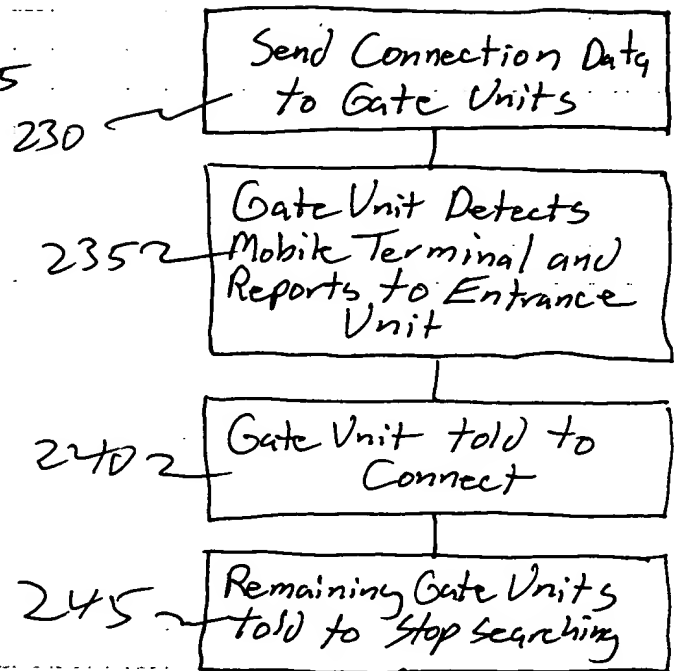 Send Connection Data
to Gate Units
5
230
Gate Unit Detects
Mobile Terminal and
Reports to Entrance
Unit
235
Gate Unit told to
Connect
240
Remaining Gate Units
told to stop searching
245